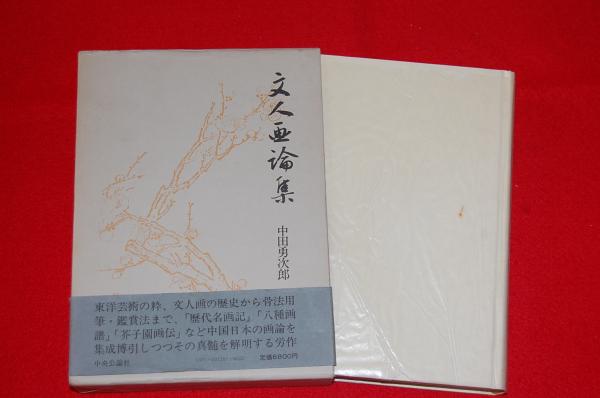 文人画論集
中田勇次郎
東洋芸術の粋、文人画の歴史から骨法用
筆・鑑賞法まで、「歴代名画記」「八種画
譜」「芥子園画伝」など中国日本の画論を
集成博引しつつその真髄を解明する労作
中央公論社
定価6800円